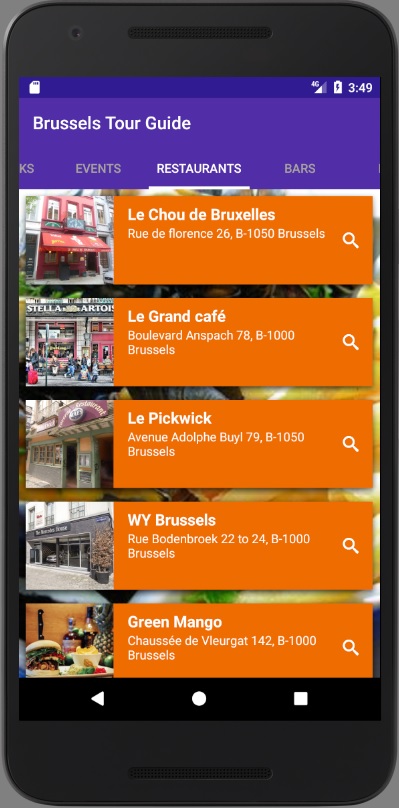 4G 3:49
Brussels Tour Guide
KS EVENTS RESTAURANTS BARS
Le Chou de Bruxelles
Rue de florence 26, B-1050 Brussels
STELLA ARTOIS
Le Grand café
Boulevard Anspach 78, B-1000
Brussels
Le Pickwick
Avenue Adolphe Buyl 79, B-1050
Brussels
WY Brussels
Rue Bodenbroek 22 to 24, B-1000
Brussels
Green Mango
Chaussée de Vleurgat 142, B-1000
Brussels